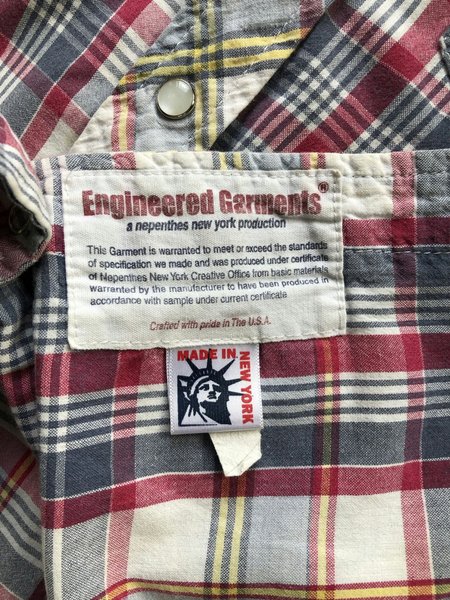 Engineered Garments®
a nepenthes new york production
This Garment is warranted to meet or exceed the standards
of specification we made and was produced under certificate
of Nepenthes New York Creative Office from basic materials
warranted by the manufacturer to have been produced in
accordance with sample under current certificate
Crafted with pride in The U.S.A.
MADE IN
NEW YORK